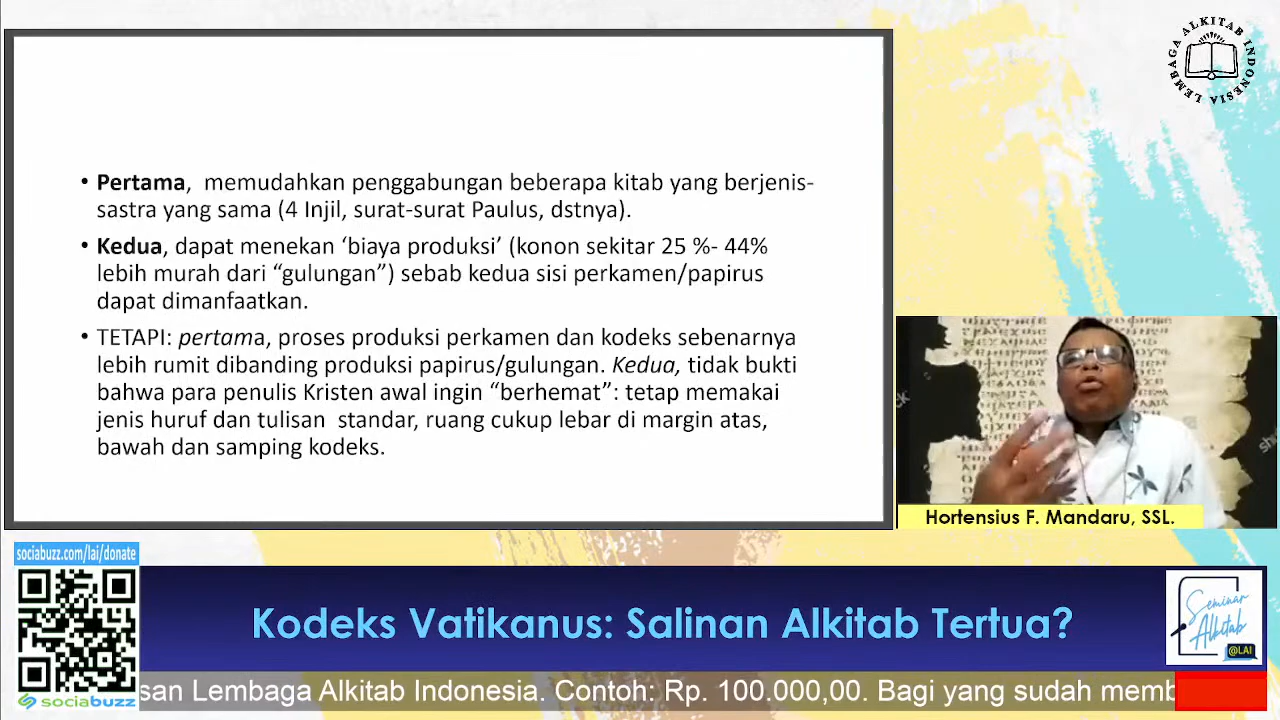 LEMBAGA ALKITAB INDONESIA
• Pertama,  memudahkan penggabungan beberapa kitab yang berjenis-
sastra yang sama (4 Injil, surat-surat Paulus, dstnya).
• Kedua, dapat menekan ‘biaya produksi’ (konon sekitar 25 %- 44%
lebih murah dari “gulungan”) sebab kedua sisi perkamen/papirus
dapat dimanfaatkan.
• TETAPI: pertama, proses produksi perkamen dan kodeks sebenarnya
lebih rumit dibanding produksi papirus/gulungan. Kedua, tidak bukti
bahwa para penulis Kristen awal ingin “berhemat”: tetap memakai
jenis huruf dan tulisan  standar, ruang cukup lebar di margin atas,
bawah dan samping kodeks.
Hortensius F. Mandaru, SSL.
sociabuzz.com/lai/donate
Kodeks Vatikanus: Salinan Alkitab Tertua?
Seminar
Alkitab
@LAI
sociabuzz
san Lembaga Alkitab Indonesia. Contoh: Rp. 100.000,00. Bagi yang sudah memb